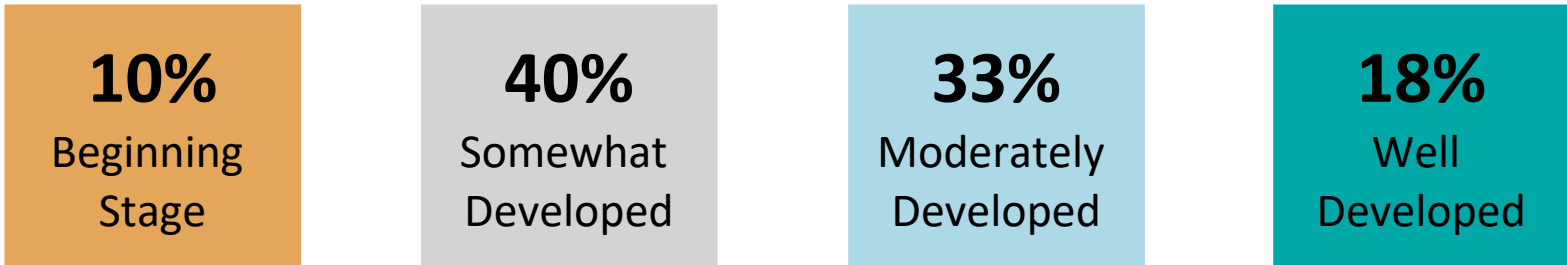 10%
Beginning
Stage
40%
Somewhat
Developed
33%
Moderately
Developed
18%
Well
Developed